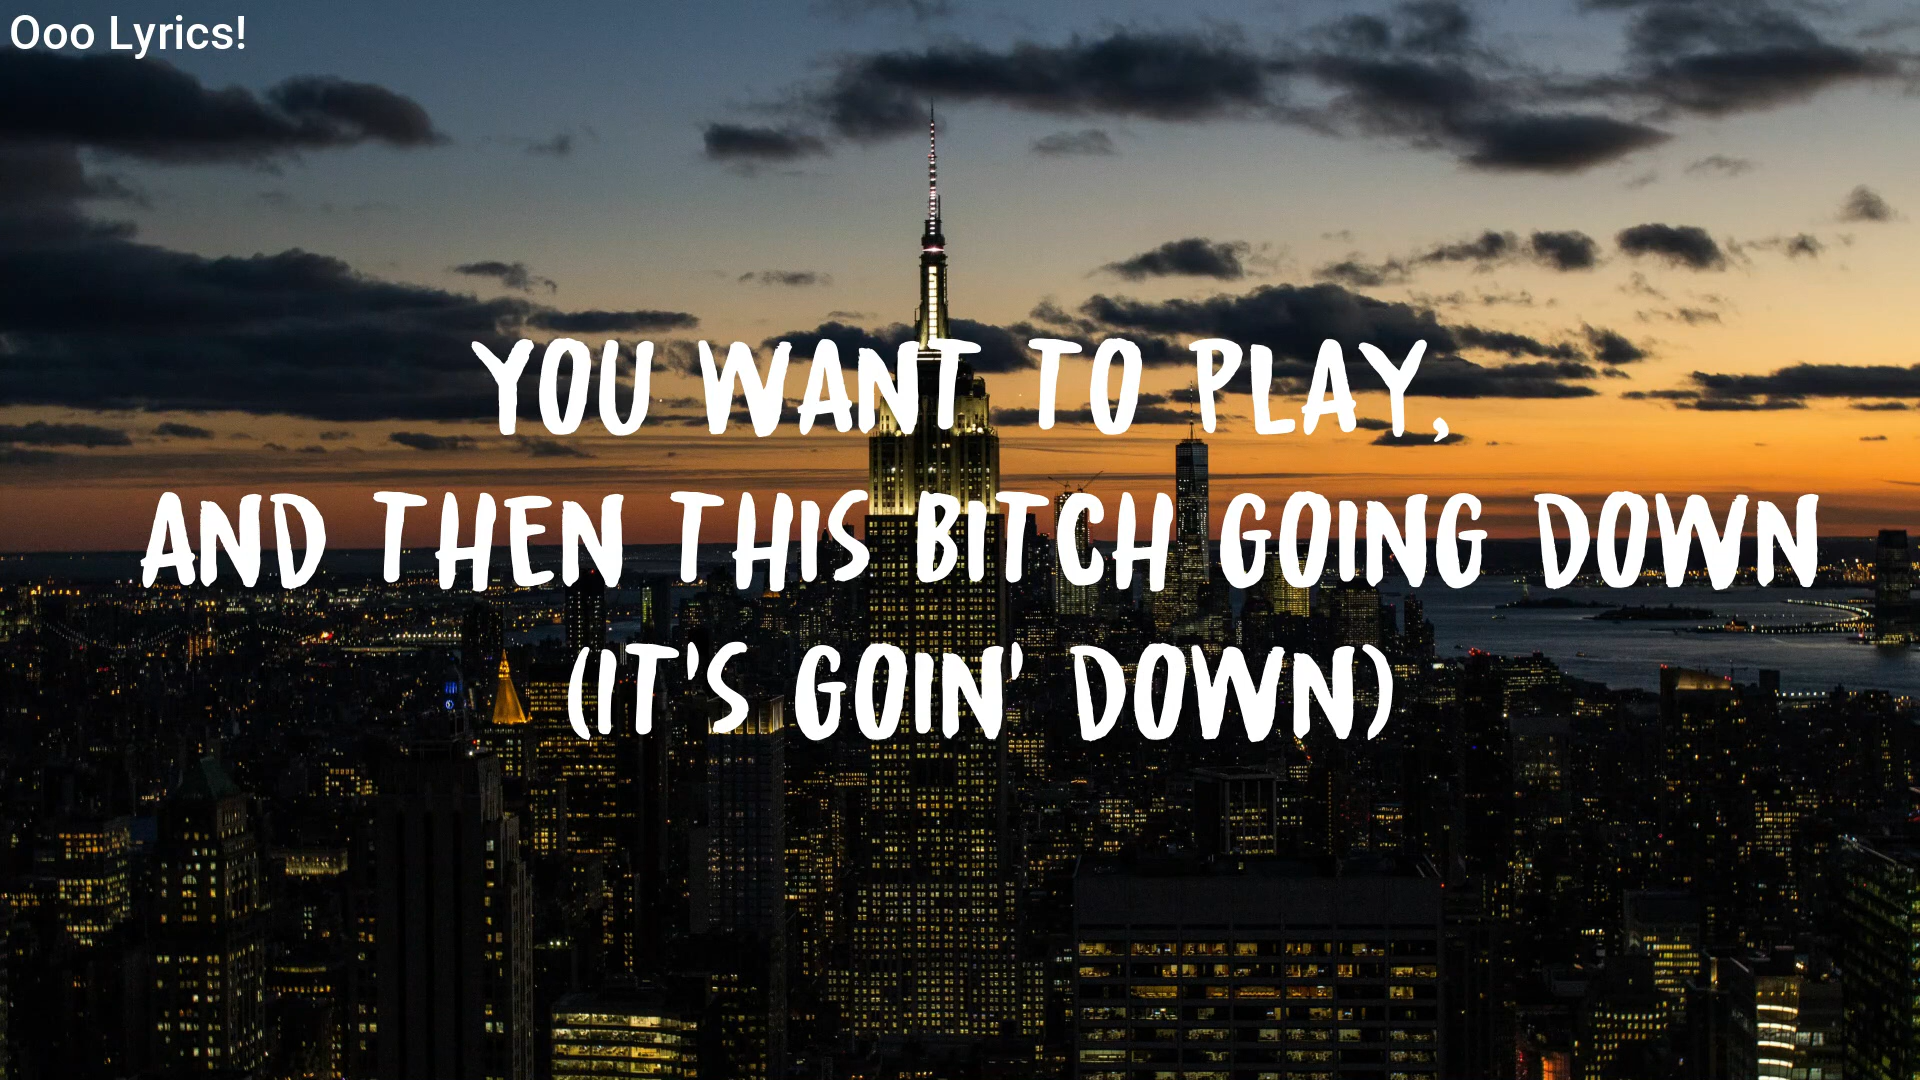 Ooo Lyrics!
YOU WANT TO PLAY,
AND THEN THIS BITCH GOING DOWN
(IT'S GOIN' DOWN)